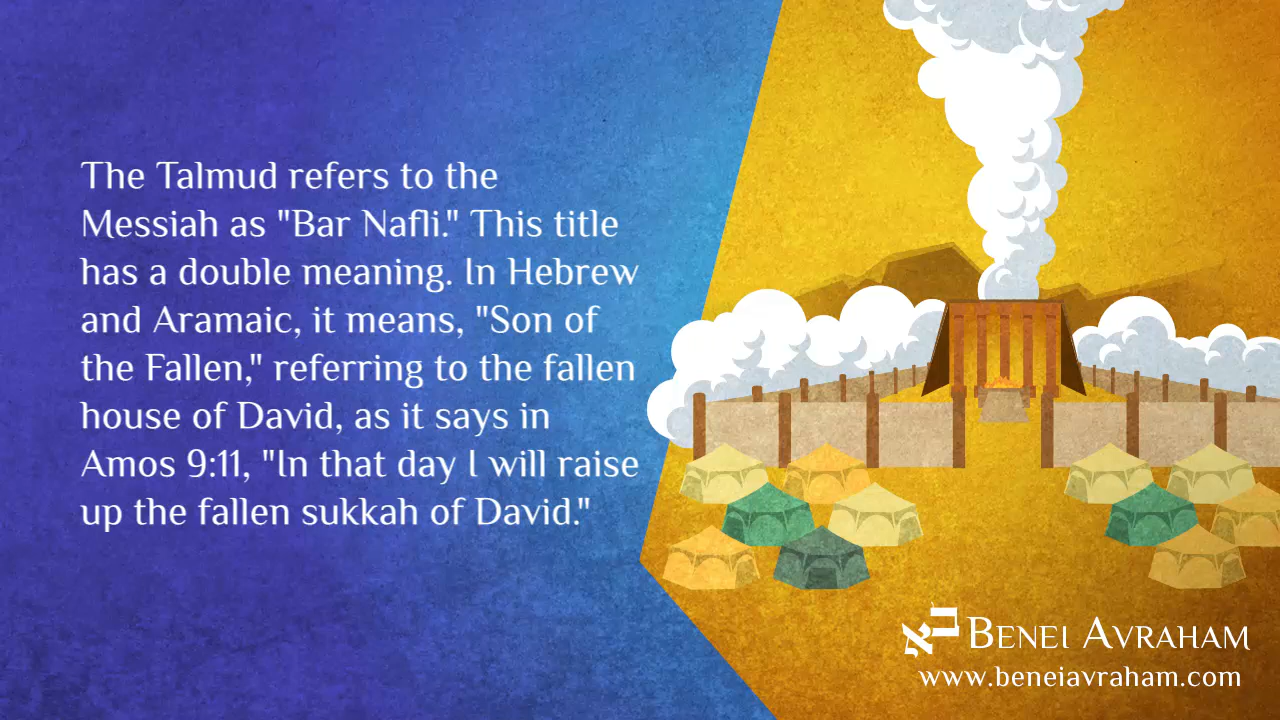 The Talmud refers to the
Messiah as "Bar Nafli." This title
has a double meaning. In Hebrew
and Aramaic, it means, "Son of
the Fallen," referring to the fallen
house of David, as it says in
Amos 9:11, "In that day I will raise
up the fallen sukkah of David."
בא Benei Avraham
www.beneiavraham.com